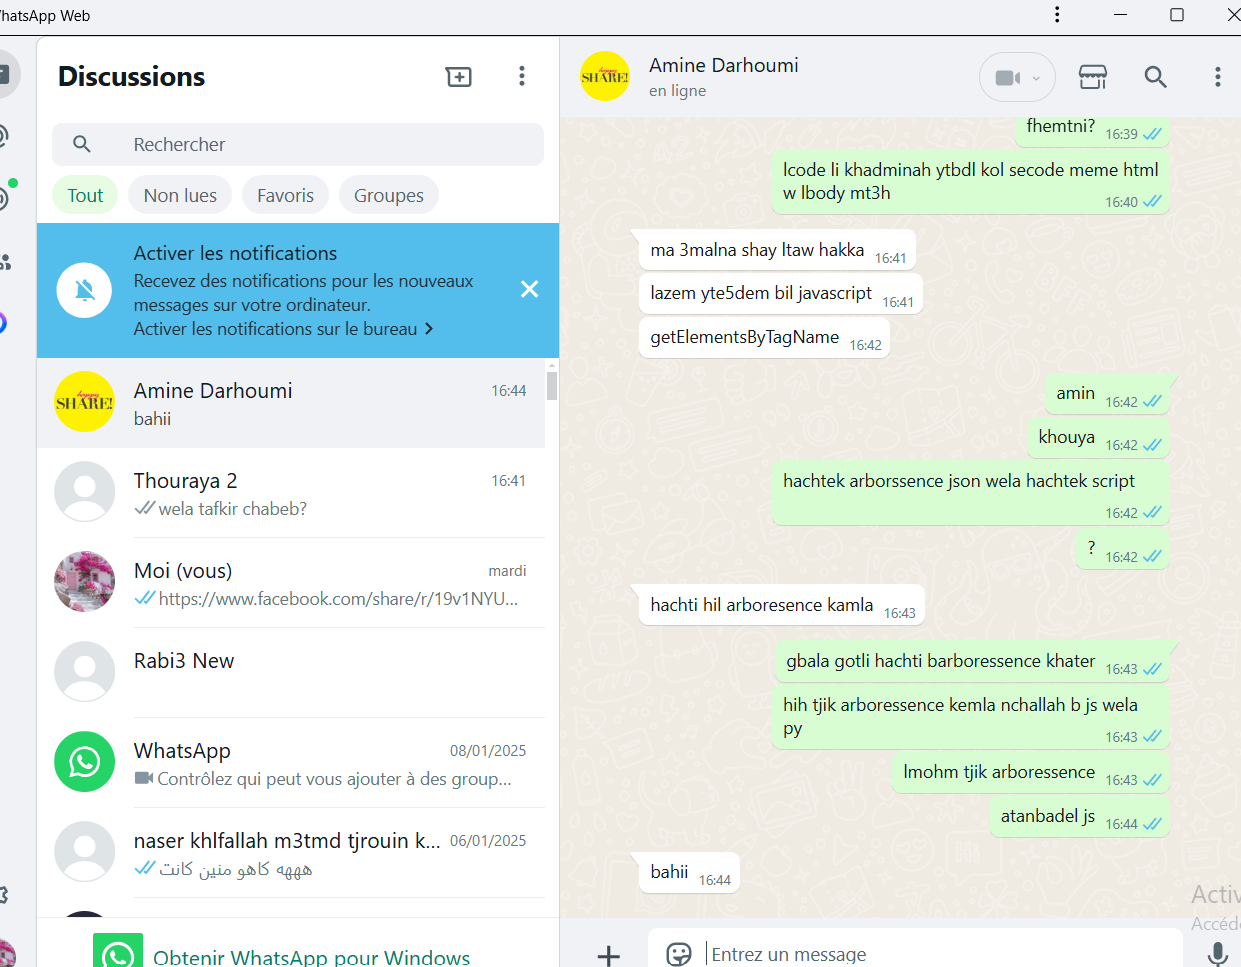 hatsApp Web
Discussions
Rechercher
Tout
Non lues
Favoris
Groupes
Activer les notifications
Recevez des notifications pour les nouveaux
messages sur votre ordinateur.
Activer les notifications sur le bureau
SHARE!
Amine Darhoumi
16:44
bahii
Thouraya 2
16:41
wela tafkir chabeb?
Moi (vous)
mardi
https://www.facebook.com/share/r/19v1NYU...
Rabi3 New
WhatsApp
08/01/2025
Contrôlez qui peut vous ajouter à des group...
naser khlfallah m3tmd tjrouin k...
06/01/2025
هههه كاهو منين كانت
Obtenir WhatsApp pour Windows
SHARE!
Amine Darhoumi
en ligne
fhemtni? 16:39
lcode li khadminah ytbdl kol secode meme html
w lbody mt3h
16:40
ma 3malna shay ltaw hakka 16:41
lazem yte5dem bil javascript 16:41
getElementsByTagName 16:42
amin 16:42
khouya 16:42
hachtek arborssence json wela hachtek script
16:42
? 16:42
hachti hil arboresence kamla 16:43
gbala gotli hachti barboressence khater 16:43
hih tjik arboressence kemla nchallah b js wela
py
16:43
lmohm tjik arboressence 16:43
atanbadel js 16:44
bahii 16:44
Activ
Accéde
Entrez un message